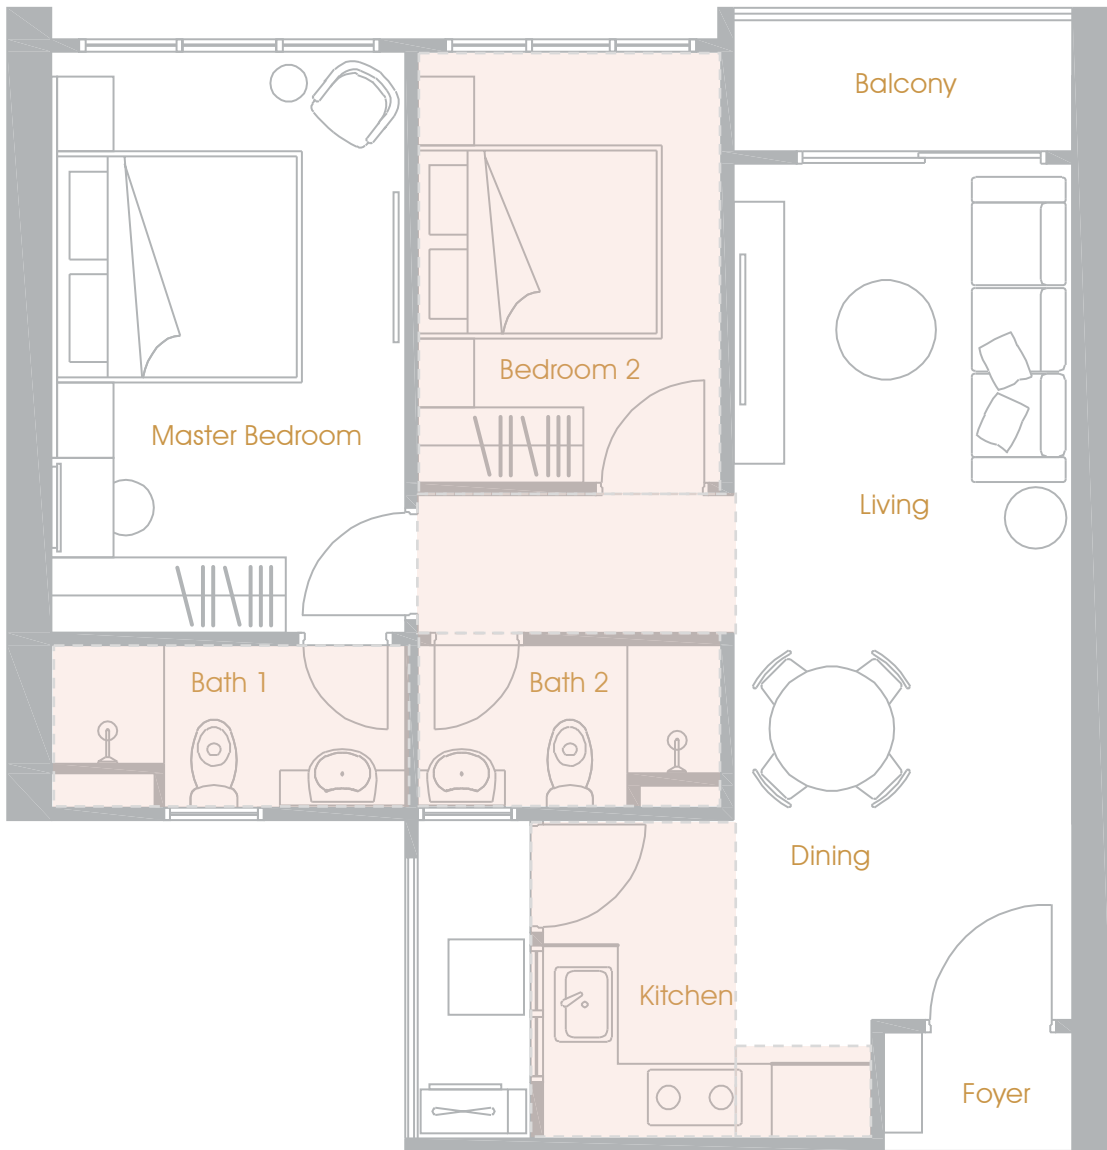 Balcony
Bedroom 2
Master Bedroom
Living
Bath 1
Bath 2
Dining
Kitchen
Foyer